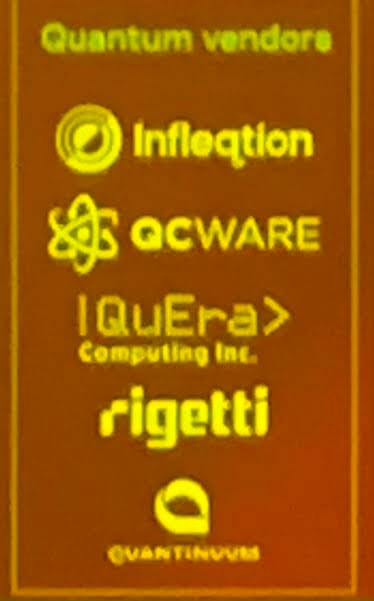 Quantum vendors
Infleqtion
QCWARE
|QuEra>
Computing Inc.
rigetti
QUANTINUUM